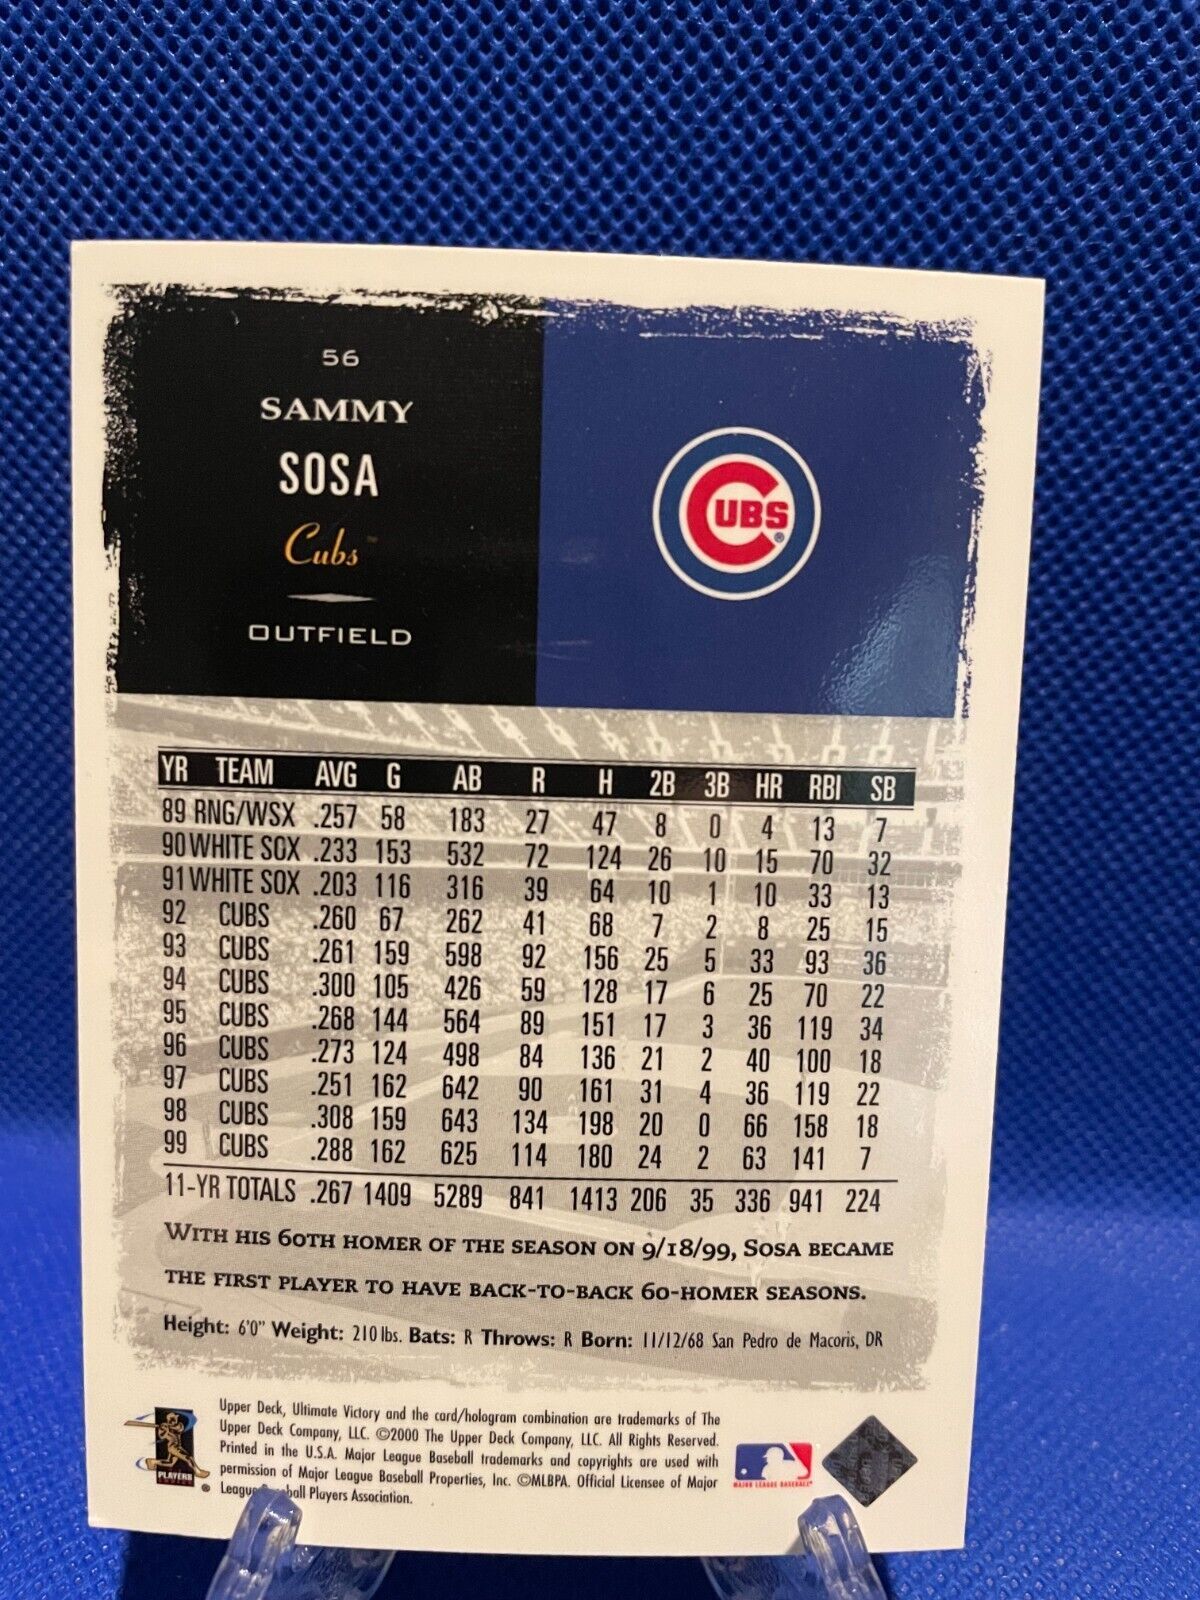 56
SAMMY
SOSA
Cubs™
OUTFIELD
CUBS®
YR TEAM AVG G AB R H 2B 3B HR RBI SB
89 RNG/WSX .257 58 183 27 47 8 0 4 13 7
90 WHITE SOX .233 153 532 72 124 26 10 15 70 32
91 WHITE SOX .203 116 316 39 64 10 1 10 33 13
92 CUBS .260 67 262 41 68 7 2 8 25 15
93 CUBS .261 159 598 92 156 25 5 33 93 36
94 CUBS .300 105 426 59 128 17 6 25 70 22
95 CUBS .268 144 564 89 151 17 3 36 119 34
96 CUBS .273 124 498 84 136 21 2 40 100 18
97 CUBS .251 162 642 90 161 31 4 36 119 22
98 CUBS .308 159 643 134 198 20 0 66 158 18
99 CUBS .288 162 625 114 180 24 2 63 141 7
11-YR TOTALS .267 1409 5289 841 1413 206 35 336 941 224
WITH HIS 60TH HOMER OF THE SEASON ON 9/18/99, SOSA BECAME
THE FIRST PLAYER TO HAVE BACK-TO-BACK 60-HOMER SEASONS.
Height: 6'0" Weight: 210 lbs. Bats: R Throws: R Born: 11/12/68 San Pedro de Macoris, DR
Upper Deck, Ultimate Victory and the card/hologram combination are trademarks of The
Upper Deck Company, LLC. ©2000 The Upper Deck Company, LLC. All Rights Reserved.
Printed in the U.S.A. Major League Baseball trademarks and copyrights are used with
permission of Major League Baseball Properties, Inc. ©MLBPA. Official Licensee of Major
League ball Players Association.
PLAYERS
CHOICE
®
MAJOR LEAGUE BASEBALL®